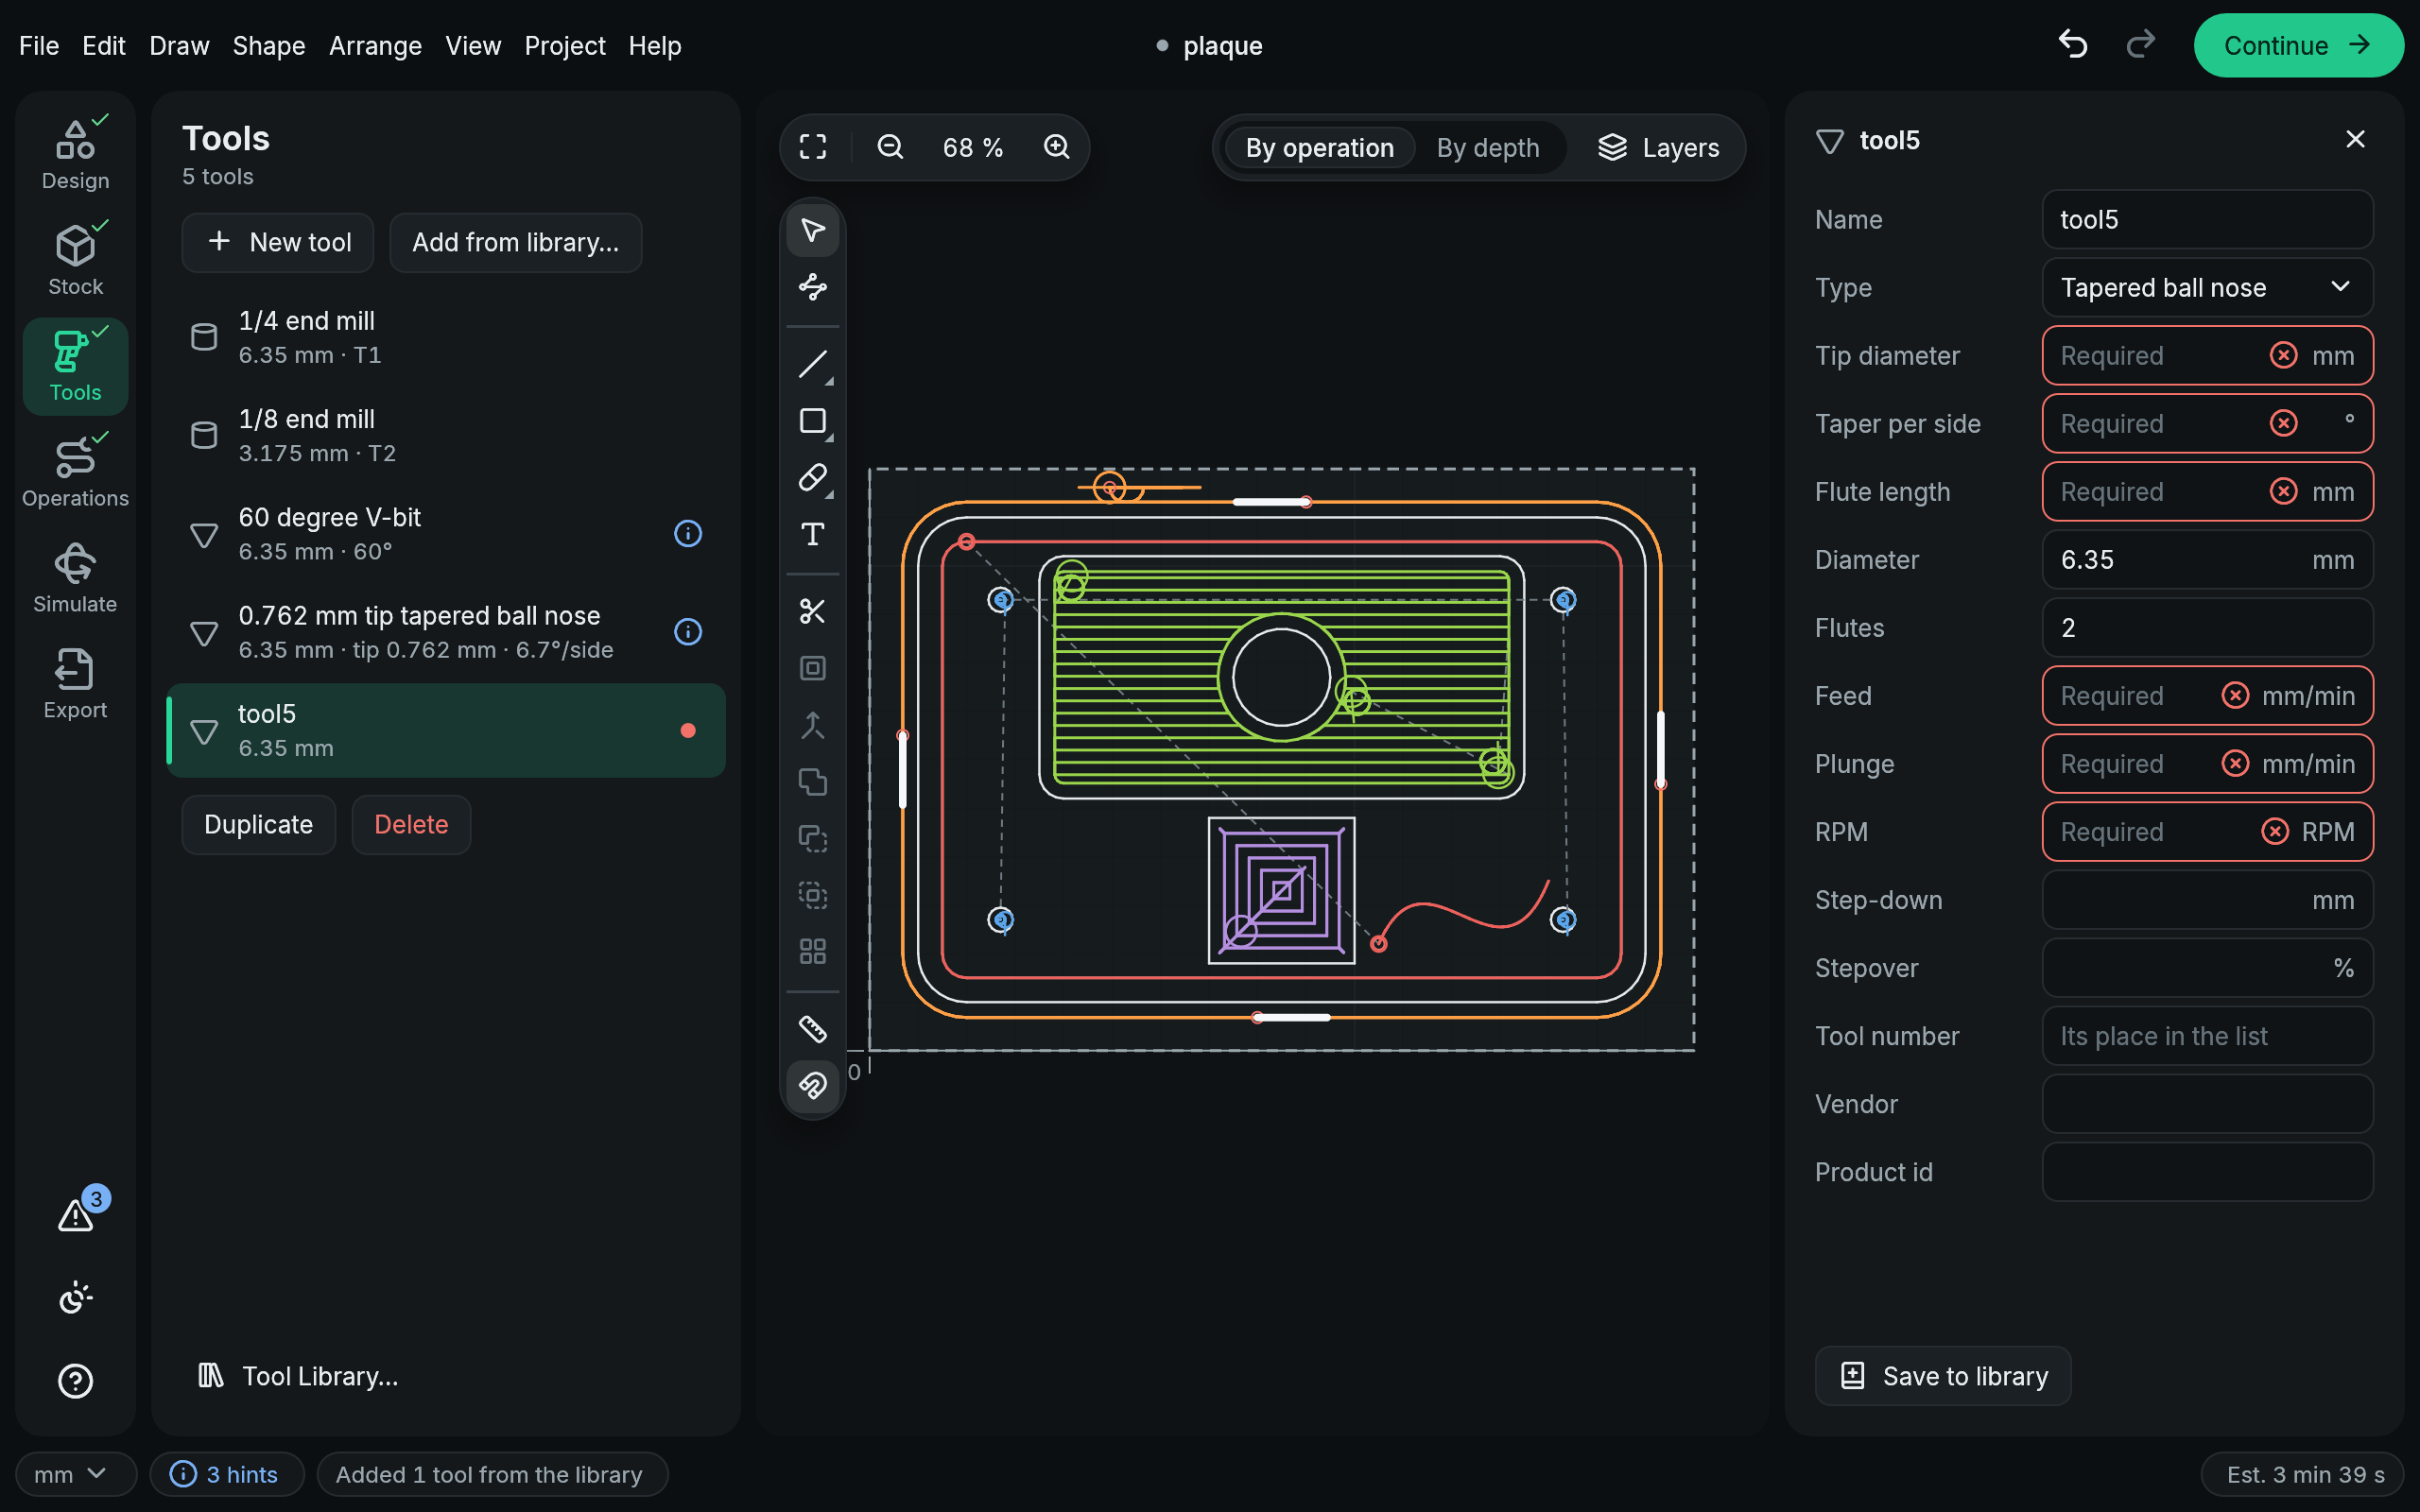 File Edit Draw Shape Arrange View Project Help
plaque
Continue
Design
Stock
Tools
Operations
Simulate
Export
3
Tools
5 tools
New tool
Add from library...
1/4 end mill
6.35 mm · T1
1/8 end mill
3.175 mm · T2
60 degree V-bit
6.35 mm · 60°
0.762 mm tip tapered ball nose
6.35 mm · tip 0.762 mm · 6.7°/side
tool5
6.35 mm
Duplicate
Delete
Tool Library...
68 %
By operation
By depth
Layers
0
tool5
Name tool5
Type Tapered ball nose
Tip diameter Required mm
Taper per side Required °
Flute length Required mm
Diameter 6.35 mm
Flutes 2
Feed Required mm/min
Plunge Required mm/min
RPM Required RPM
Step-down mm
Stepover %
Tool number Its place in the list
Vendor
Product id
Save to library
mm
3 hints
Added 1 tool from the library
Est. 3 min 39 s